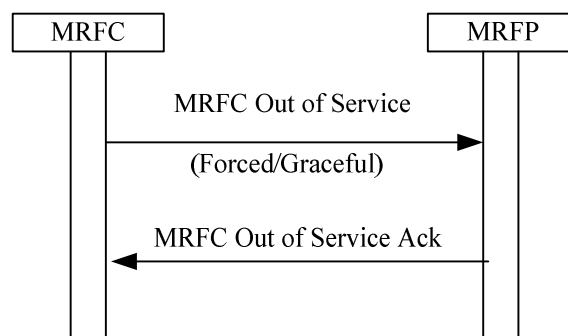 MRFC
MRFP
MRFC Out of Service
(Forced/Graceful)
MRFC Out of Service Ack